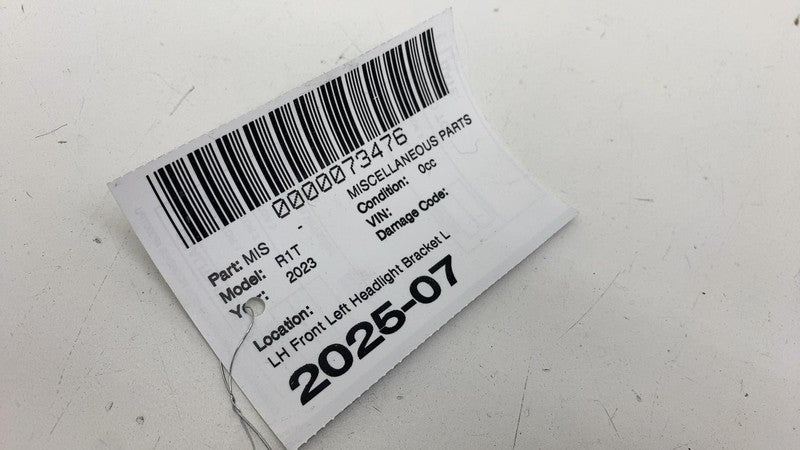 0000073476
Part: MIS - MISCELLANEOUS PARTS
Model: R1T Condition: 0cc
2023 VIN:
Damage Code:
Location:
LH Front Left Headlight Bracket L
2025-07